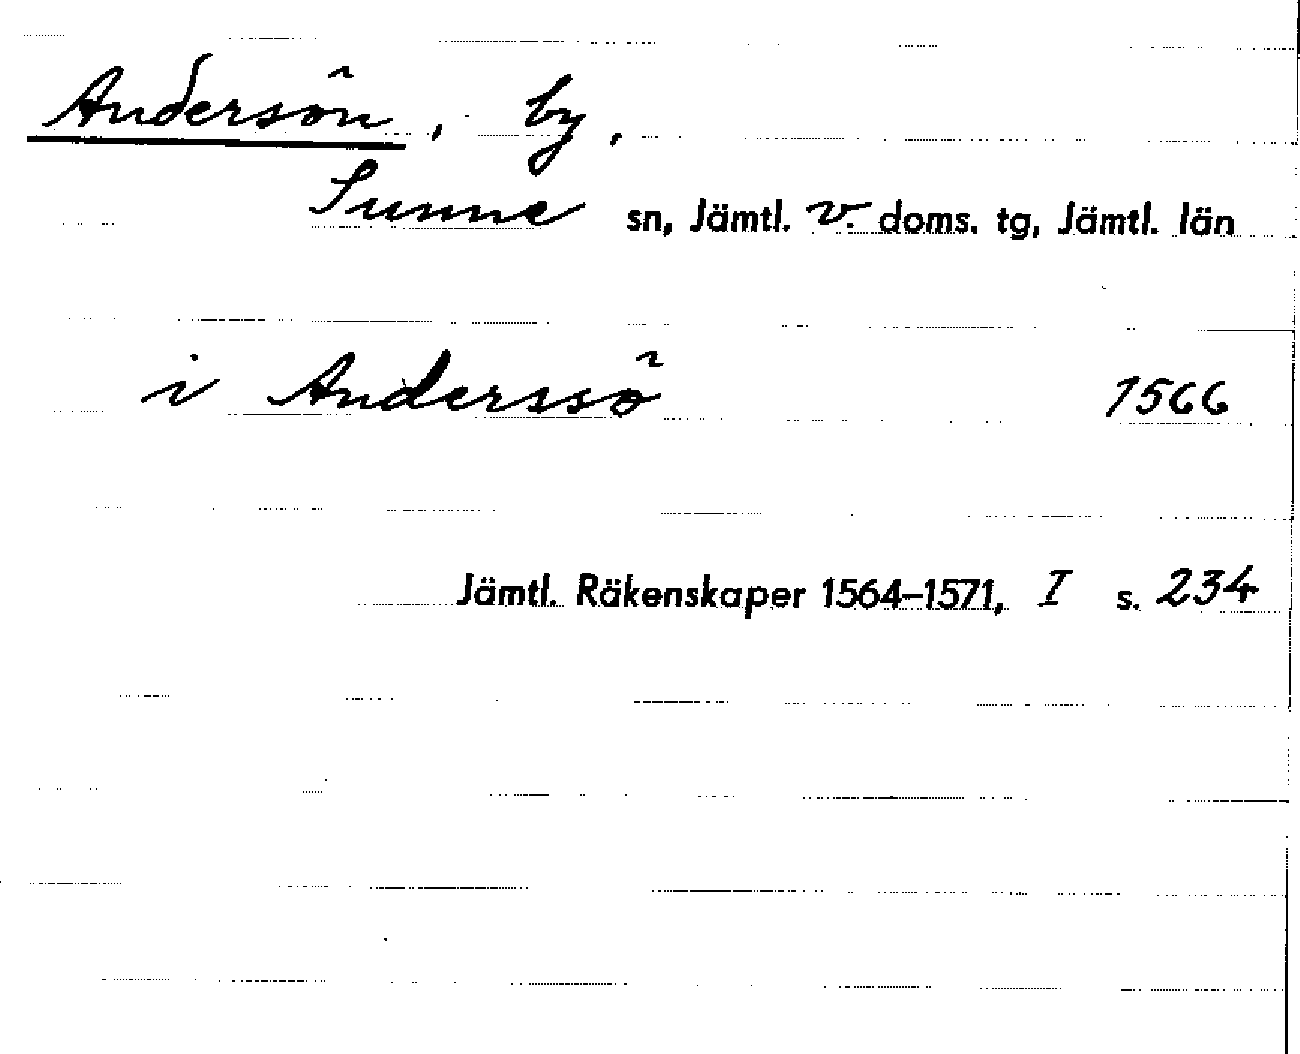 Andersön, by.
Sunne sn, Jämtl. v. doms. tg, Jämtl. län
i Anderssö 1566
Jämtl. Räkenskaper 1564–1571, I s. 234